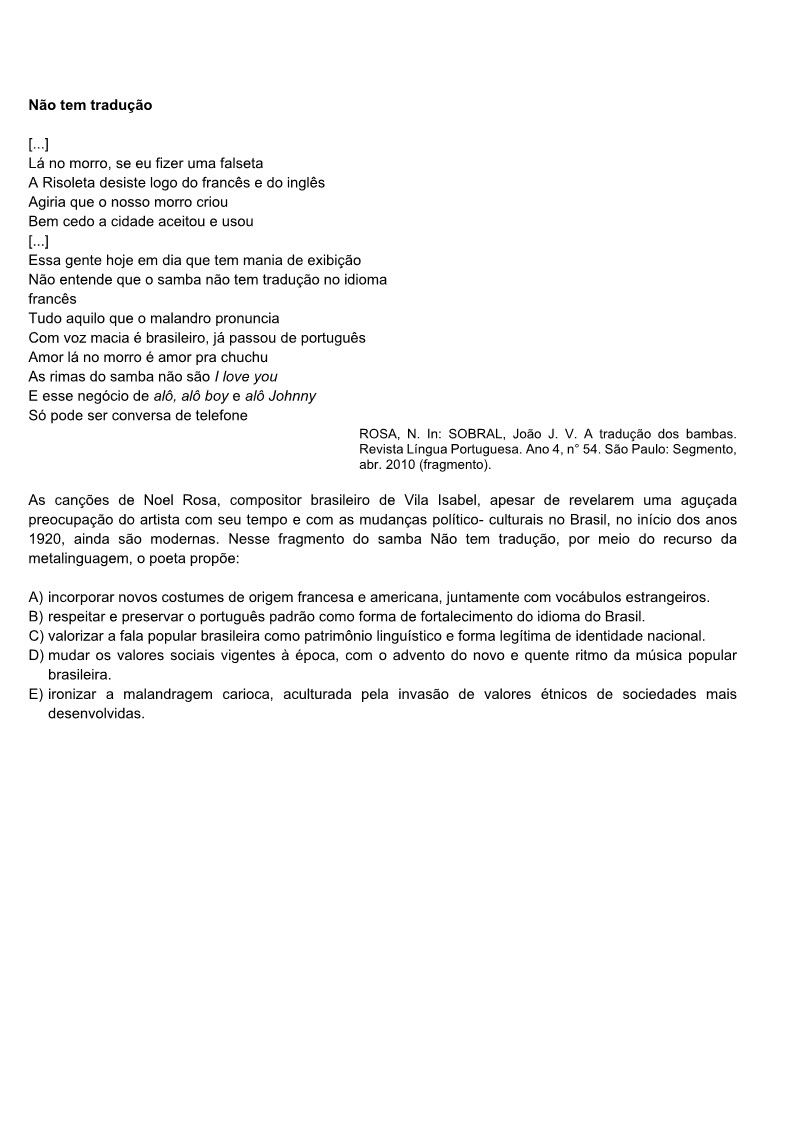 Não tem tradução
[...]
Lá no morro, se eu fizer uma falseta
A Risoleta desiste logo do francês e do inglês
Agiria que o nosso morro criou
Bem cedo a cidade aceitou e usou
[...]
Essa gente hoje em dia que tem mania de exibição
Não entende que o samba não tem tradução no idioma
francês
Tudo aquilo que o malandro pronuncia
Com voz macia é brasileiro, já passou de português
Amor lá no morro é amor pra chuchu
As rimas do samba não são I love you
E esse negócio de alô, alô boy e alô Johnny
Só pode ser conversa de telefone
ROSA, N. In: SOBRAL, João J. V. A tradução dos bambas.
Revista Língua Portuguesa. Ano 4, n° 54. São Paulo: Segmento,
abr. 2010 (fragmento).
As canções de Noel Rosa, compositor brasileiro de Vila Isabel, apesar de revelarem uma aguçada
preocupação do artista com seu tempo e com as mudanças político- culturais no Brasil, no início dos anos
1920, ainda são modernas. Nesse fragmento do samba Não tem tradução, por meio do recurso da
metalinguagem, o poeta propõe:
A) incorporar novos costumes de origem francesa e americana, juntamente com vocábulos estrangeiros.
B) respeitar e preservar o português padrão como forma de fortalecimento do idioma do Brasil.
C) valorizar a fala popular brasileira como patrimônio linguístico e forma legítima de identidade nacional.
D) mudar os valores sociais vigentes à época, com o advento do novo e quente ritmo da música popular
brasileira.
E) ironizar a malandragem carioca, aculturada pela invasão de valores étnicos de sociedades mais
desenvolvidas.